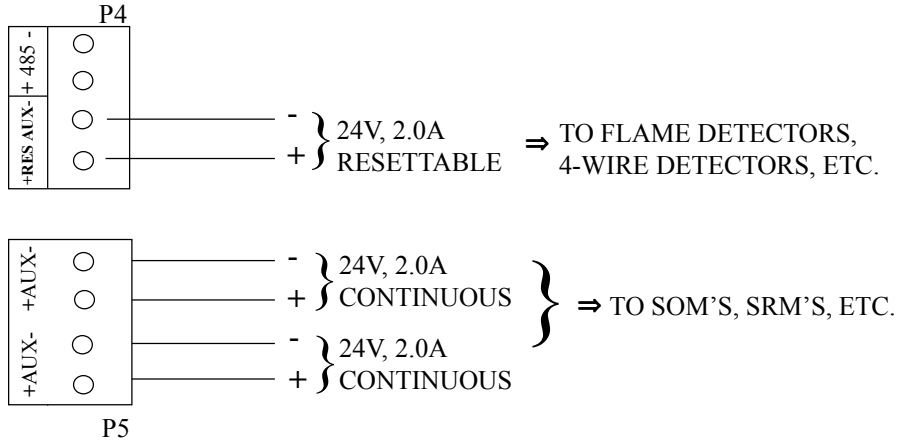 P4
+ 485 -
+RES AUX-
-
+
24V, 2.0A
RESETTABLE
⇒ TO FLAME DETECTORS,
4-WIRE DETECTORS, ETC.
+AUX-
+AUX-
-
+
24V, 2.0A
CONTINUOUS
-
+
24V, 2.0A
CONTINUOUS
⇒ TO SOM'S, SRM'S, ETC.
P5